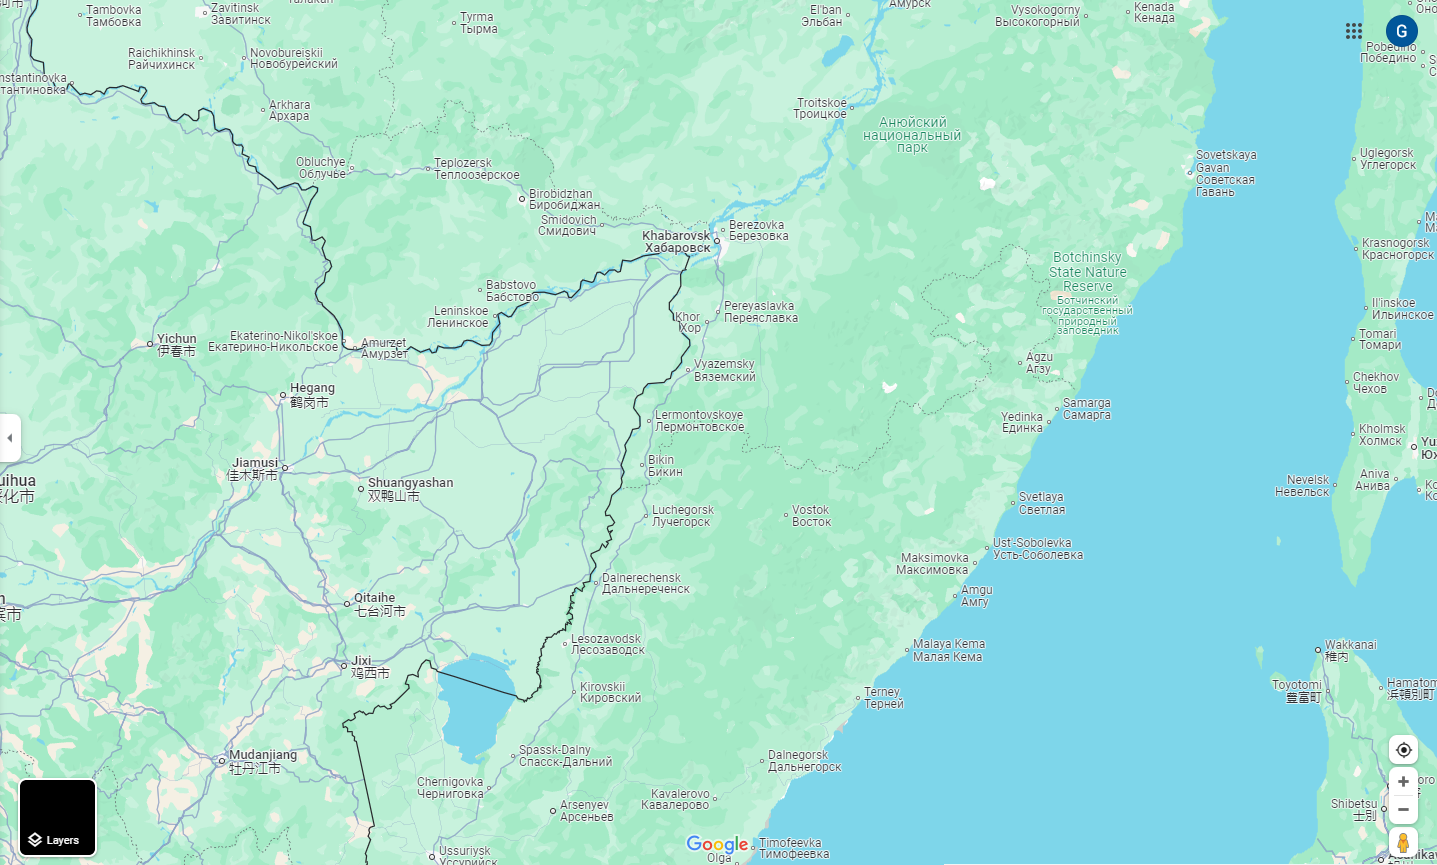 Zavitinsk
Завитинск
Tambovka
Тамбовка
Tyrma
Тырма
El'ban
Эльбан
Амурск
Vysokogorny
Высокогорный
Kenada
Кенада
G
Pobedino
Победино
Raichikhinsk
Райчихинск
Novobureiskii
Новобурейский
Arkhara
Архара
Troitskoe
Троицкое
Анюйский
национальный
парк
Sovetskaya
Gavan
Советская
Гавань
Uglegorsk
Углегорск
Obluchye
Облучье
Teplozersk
Теплоозёрске
Birobidzhan
Биробиджан
Smidovich
Смидович
Khabarovsk
Хабаровск
Berezovka
Березовка
Krasnogorsk
Красногорск
Botchinsky
State Nature
Reserve
Ботчинский
государственный
природный
заповедник
Babstovo
Бабстово
Leninskoe
Ленинское
Pereyaslavka
Переяславка
Khor
Хор
Il'inskoe
Ильинское
Tomari
Томари
Yichun
伊春市
Ekaterino-Nikol'skoe
Екатерино-Никольское
Amurzet
Амурзет
Vyazemsky
Вяземский
Agzu
Агзу
Chekhov
Чехов
Hegang
鹤岗市
Lermontovskoye
Лермонтовское
Yedinka
Единка
Samarga
Самарга
Kholmsk
Холмск
Jiamusi
佳木斯市
Bikin
Бикин
Shuangyashan
双鸭山市
Nevelsk
Невельск
Aniva
Анива
Luchegorsk
Лучегорск
Vostok
Восток
Svetlaya
Светлая
Ust'-Sobolevka
Усть-Соболевка
Maksimovka
Максимовка
Amgu
Амгу
Dalnerechensk
Дальнереченск
Qitaihe
七台河市
Lesozavodsk
Лесозаводск
Malaya Kema
Малая Кема
Wakkanai
稚内
Jixi
鸡西市
Kirovskii
Кировский
Terney
Терней
Toyotomi
豊富町
浜頓別町
Mudanjiang
牡丹江市
Spassk-Dalny
Спасск-Дальний
Dalnegorsk
Дальнегорск
Chernigovka
Черниговка
Arsenyev
Арсеньев
Kavalerovo
Кавалерово
Shibetsu
士別
Layers
Ussuriysk
Уссурийск
Google
Olga
Timofeevka
Тимофеевка